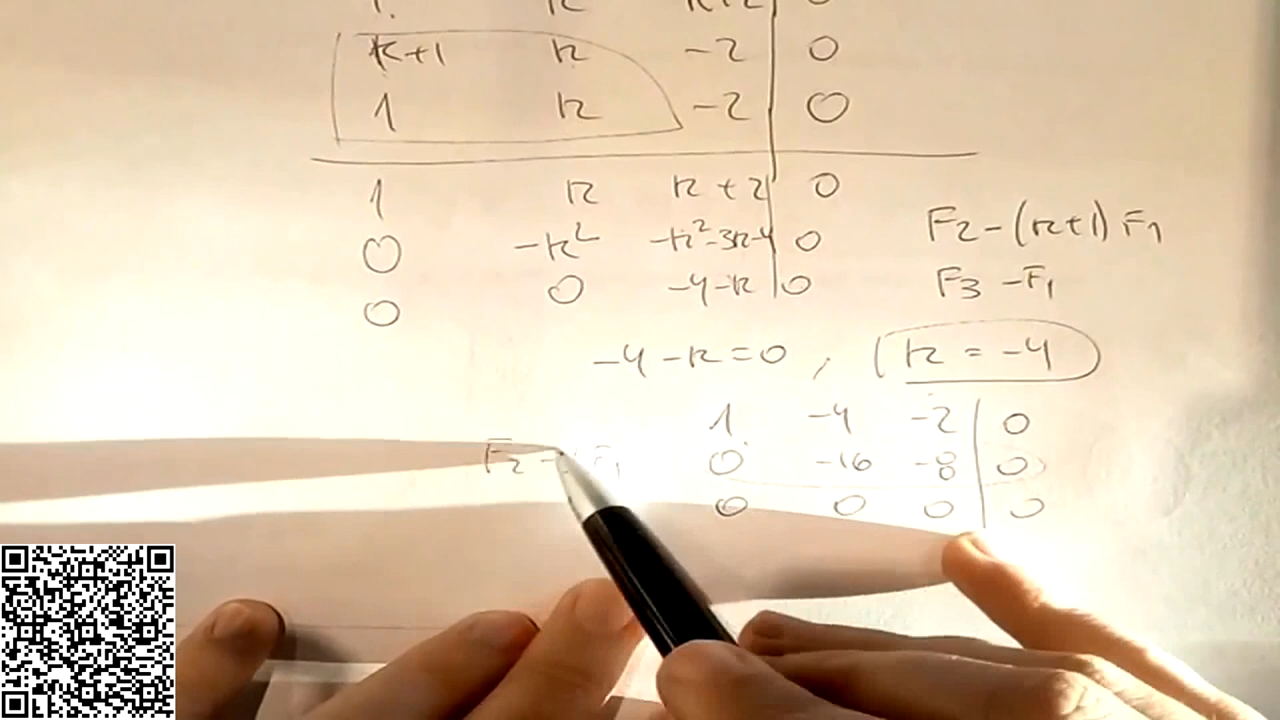 1 k k+2 0
k+1 k -2 0
1 k -2 0
1 k k+2 0
0 -k² -k²-3k-4 0 F2-(k+1)F1
0 0 -4-k 0 F3-F1
-4-k=0, k = -4
1 -4 -2 0
0 -16 -8 0
0 0 0 0